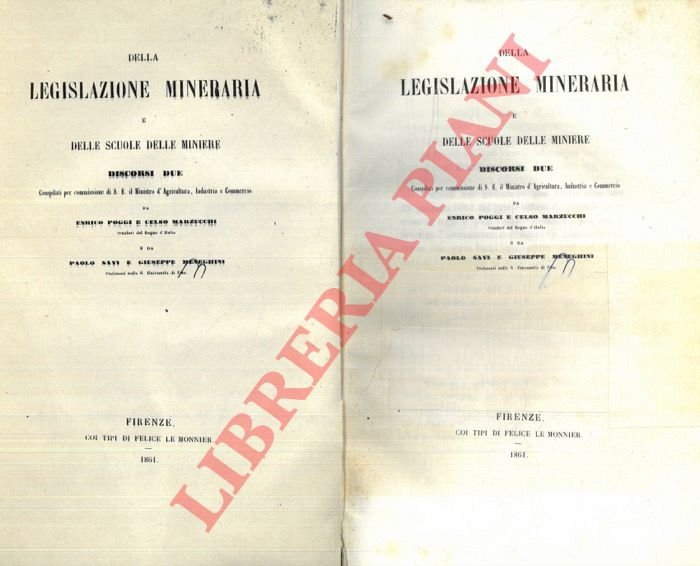 DELLA
LEGISLAZIONE MINERARIA
E
DELLE SCUOLE DELLE MINIERE
DISCORSI DUE
Compilati per commissione di S. E. il Ministro d'Agricoltura, Industria e Commercio
DA
ENRICO POGGI E CELSO MARZUCCHI
Senatori del Regno d'Italia
E DA
PAOLO SAVI E GIUSEPPE MENEGHINI
Professori nella R. Università di Pisa.
FIRENZE.
COI TIPI DI FELICE LE MONNIER
1861.
DELLA
LEGISLAZIONE MINERARIA
E
DELLE SCUOLE DELLE MINIERE
DISCORSI DUE
Compilati per commissione di S. E. il Ministro d'Agricoltura, Industria e Commercio
DA
ENRICO POGGI E CELSO MARZUCCHI
Senatori del Regno d'Italia
E DA
PAOLO SAVI E GIUSEPPE MENEGHINI
Professori nella R. Università di Pisa.
FIRENZE.
COI TIPI DI FELICE LE MONNIER
1861.
LIBRERIA PIANI